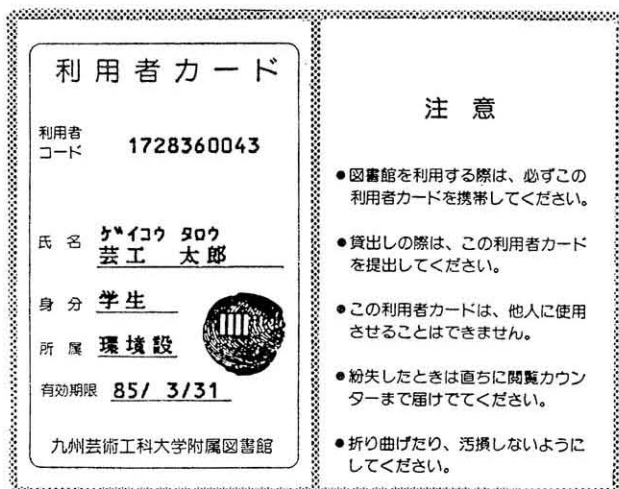 利用者カード
利用者
コード 1728360043
氏名 ゲイコウ タロウ
芸工 太郎
身分 学生
所属 環境設
有効期限 85/ 3/31
九州芸術工科大学附属図書館
注意
●図書館を利用する際は、必ずこの
利用者カードを携帯してください。
●貸出しの際は、この利用者カード
を提出してください。
●この利用者カードは、他人に使用
させることはできません。
●紛失したときは直ちに閲覧カウン
ターまで届けでてください。
●折り曲げたり、汚損しないように
してください。